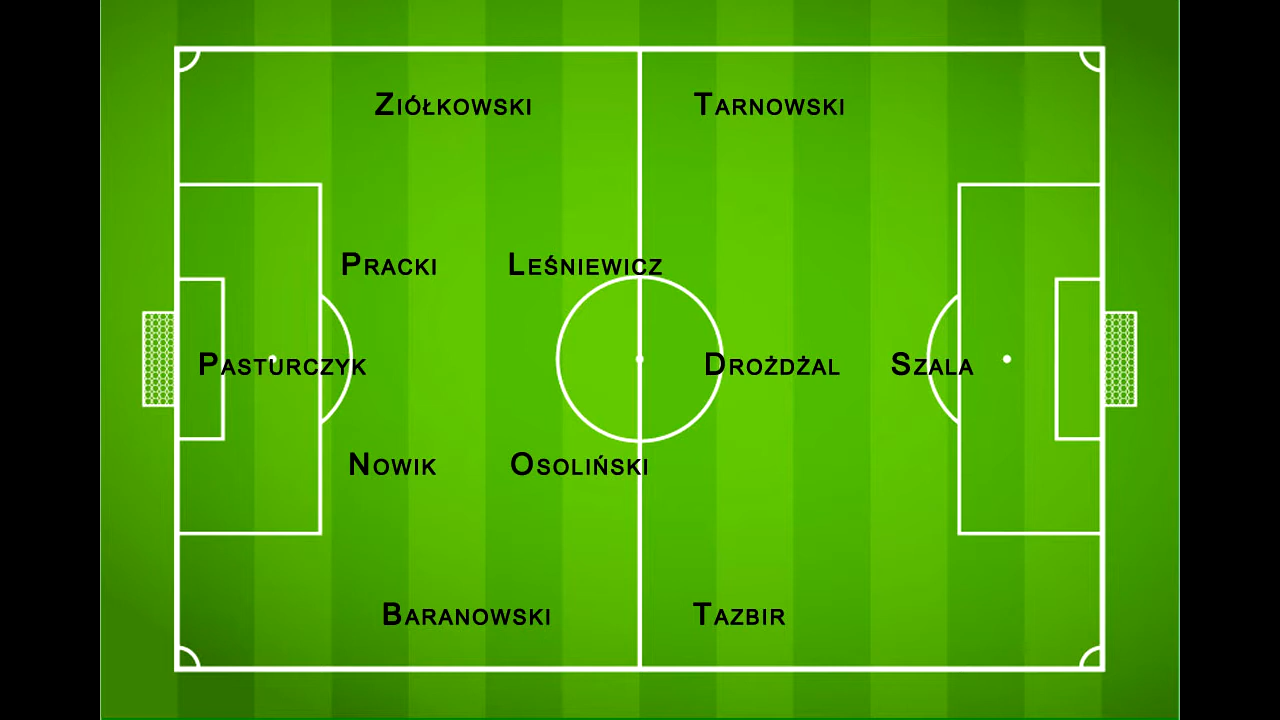 Ziółkowski Tarnowski
Pracki Leśniewicz
Pasturczyk Drożdżal Szala
Nowik Osoliński
Baranowski Tazbir